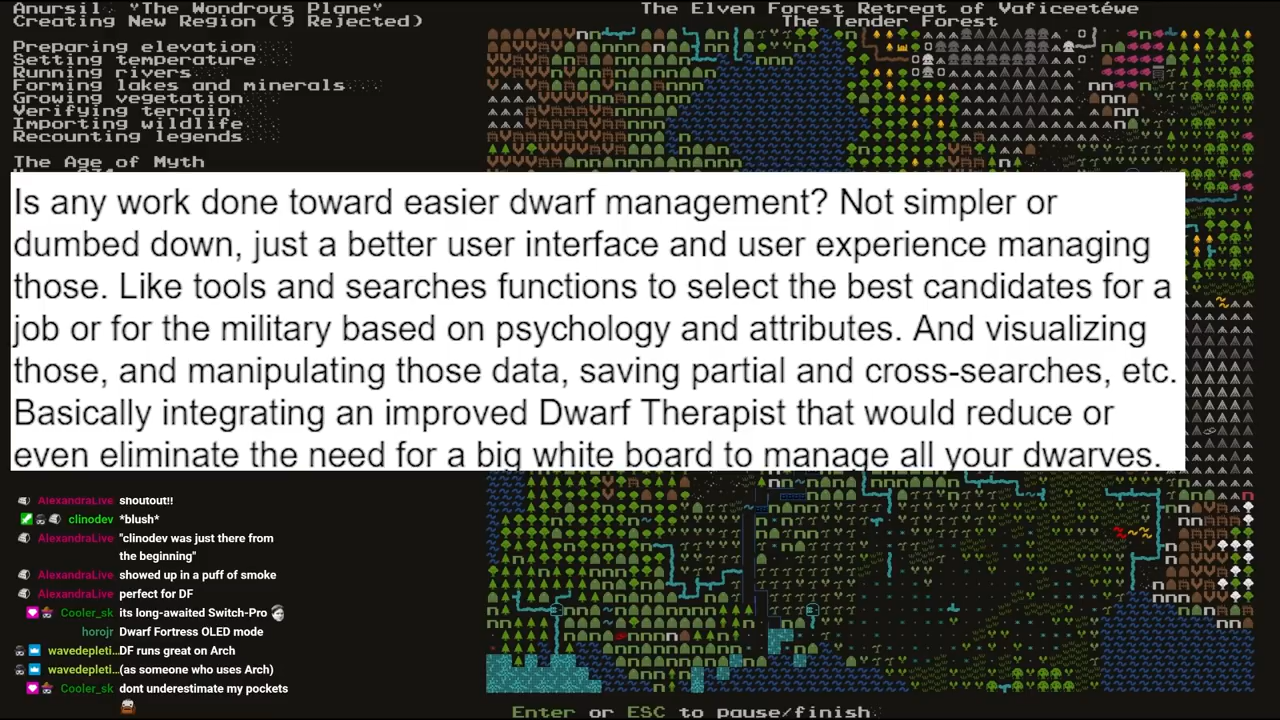 Anursil, "The Wondrous Plane"
Creating New Region (9 Rejected)
The Elven Forest Retreat of Vaficeetéwe
The Tender Forest
Preparing elevation
Setting temperature
Running rivers
Forming lakes and minerals
Growing vegetation
Verifying terrain
Importing wildlife
Recounting legends
The Age of Myth
Is any work done toward easier dwarf management? Not simpler or
dumbed down, just a better user interface and user experience managing
those. Like tools and searches functions to select the best candidates for a
job or for the military based on psychology and attributes. And visualizing
those, and manipulating those data, saving partial and cross-searches, etc.
Basically integrating an improved Dwarf Therapist that would reduce or
even eliminate the need for a big white board to manage all your dwarves.
AlexandraLive shoutout!!
clinodev *blush*
AlexandraLive "clinodev was just there from
the beginning"
AlexandraLive showed up in a puff of smoke
AlexandraLive perfect for DF
Cooler_sk its long-awaited Switch-Pro
horojr Dwarf Fortress OLED mode
wavedepleti... DF runs great on Arch
wavedepleti... (as someone who uses Arch)
Cooler_sk dont underestimate my pockets
Enter or ESC to pause/finish